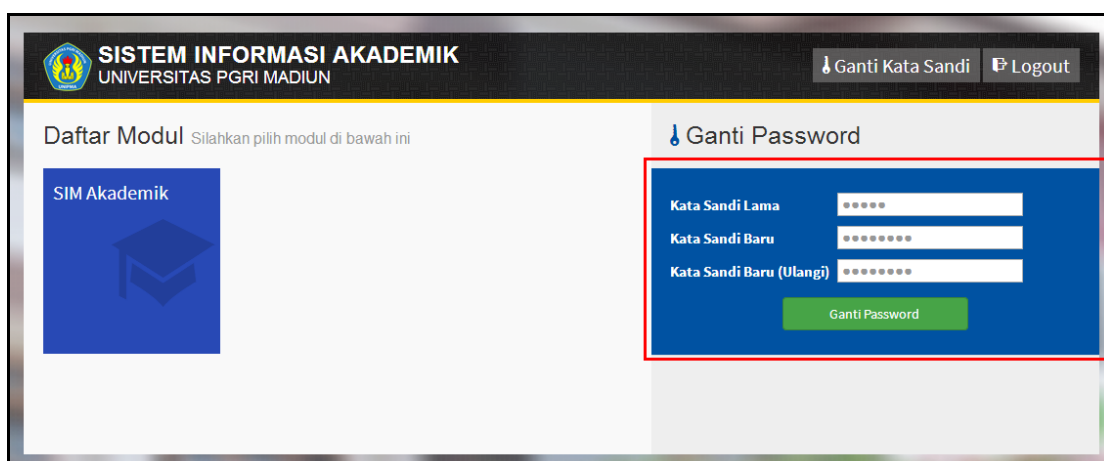 SISTEM INFORMASI AKADEMIK
UNIVERSITAS PGRI MADIUN
Ganti Kata Sandi
Logout
Daftar Modul Silahkan pilih modul di bawah ini
SIM Akademik
Ganti Password
Kata Sandi Lama
Kata Sandi Baru
Kata Sandi Baru (Ulangi)
Ganti Password